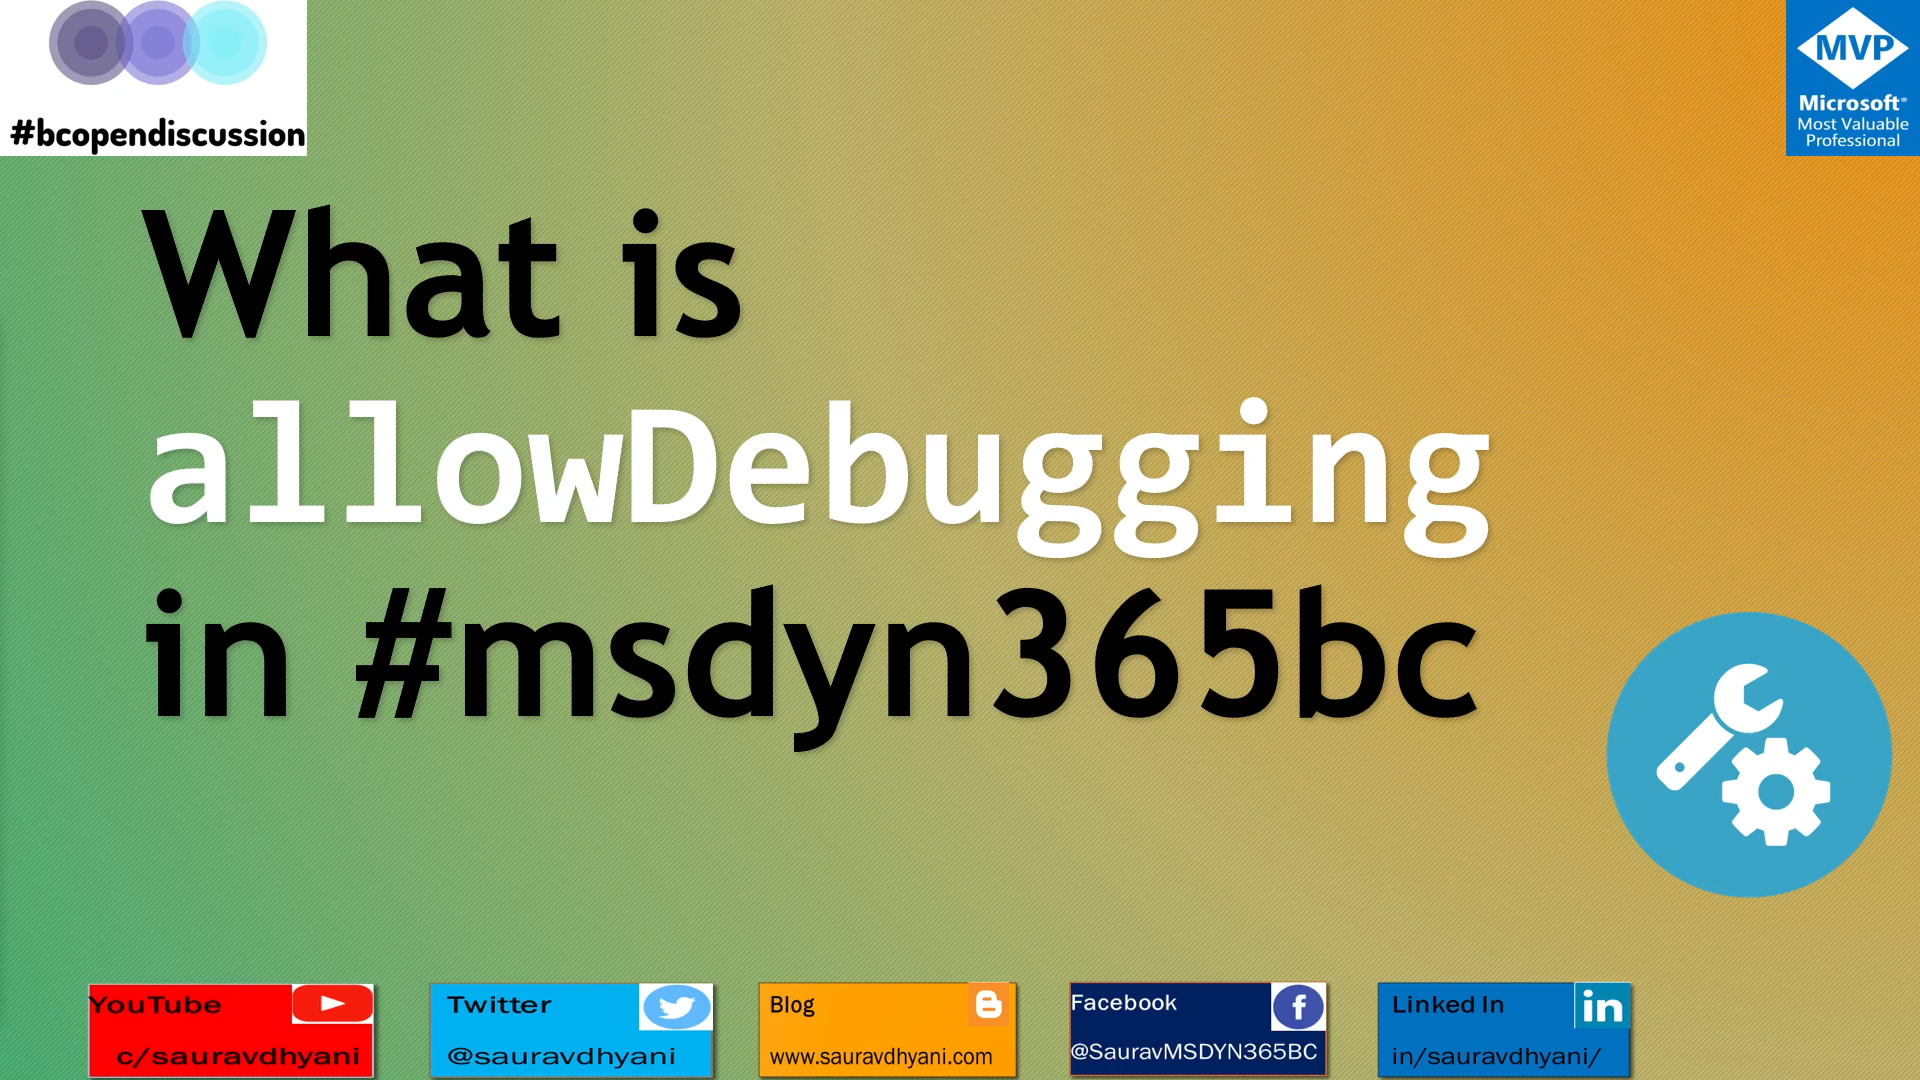 #bcopendiscussion
MVP
Microsoft®
Most Valuable
Professional
What is
allowDebugging
in #msdyn365bc
YouTube
c/sauravdhyani
Twitter
@sauravdhyani
Blog
www.sauravdhyani.com
Facebook
f
@SauravMSDYN365BC
Linked In
in
in/sauravdhyani/